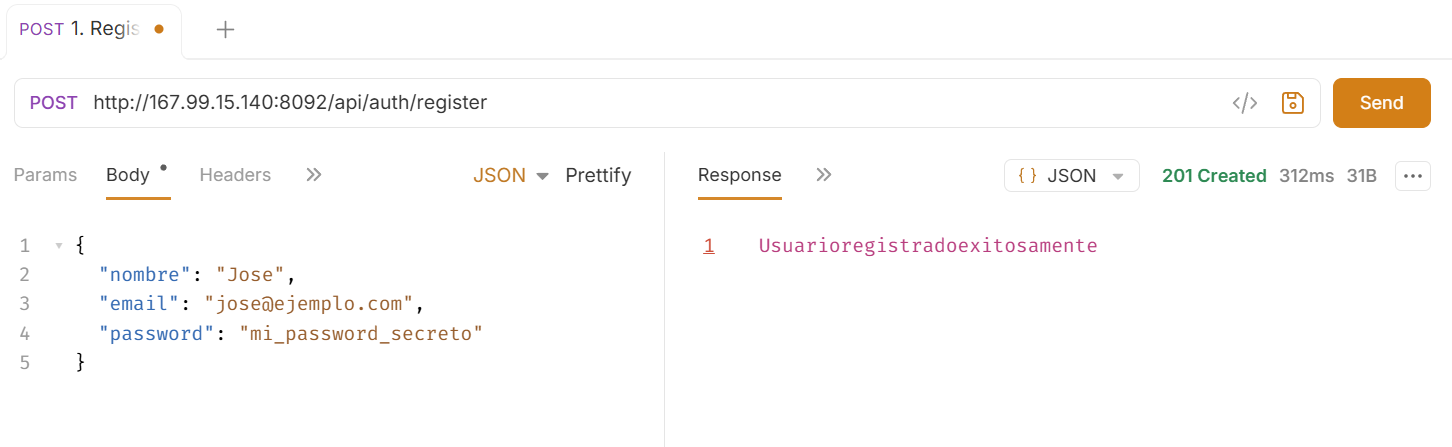 POST 1. Regis
POST http://167.99.15.140:8092/api/auth/register </> Send
Params Body Headers JSON Prettify
Response { } JSON 201 Created 312ms 31B ...
1 {
2 "nombre": "Jose",
3 "email": "jose@ejemplo.com",
4 "password": "mi_password_secreto"
5 }
1 Usuarioregistradoexitosamente